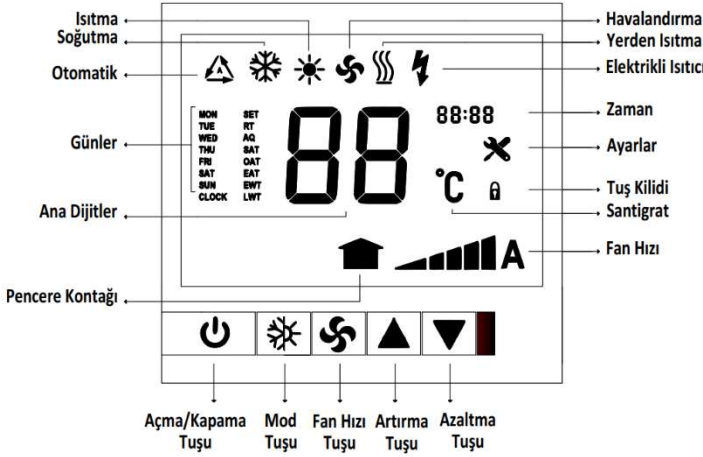 Isıtma
Soğutma
Otomatik
Havalandırma
Yerden Isıtma
Elektrikli Isıtıcı
A
Günler
MON SET
TUE RT
WED AQ
THU SAT
FRI OAT
SAT EAT
SUN EWT
CLOCK LWT
88
88:88
Zaman
Ayarlar
°C
Tuş Kilidi
Santigrat
Ana Dijitler
A
Fan Hızı
Pencere Kontağı
Açma/Kapama Tuşu
Mod Tuşu
Fan Hızı Tuşu
Artırma Tuşu
Azaltma Tuşu